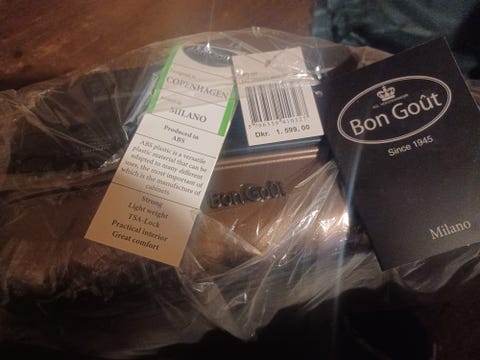 COPENHAGEN
MILANO
Produced in
ABS
ABS plastic is a versatile
plastic material that can be
adapted to many different
uses, the most important of
which is the manufacture of
cabinets
Strong
Light weight
TSA-Lock
Practical interior
Great comfort
Dkr. 1. 599,00
Bon Goût
Bon Goût
Since 1945
Milano